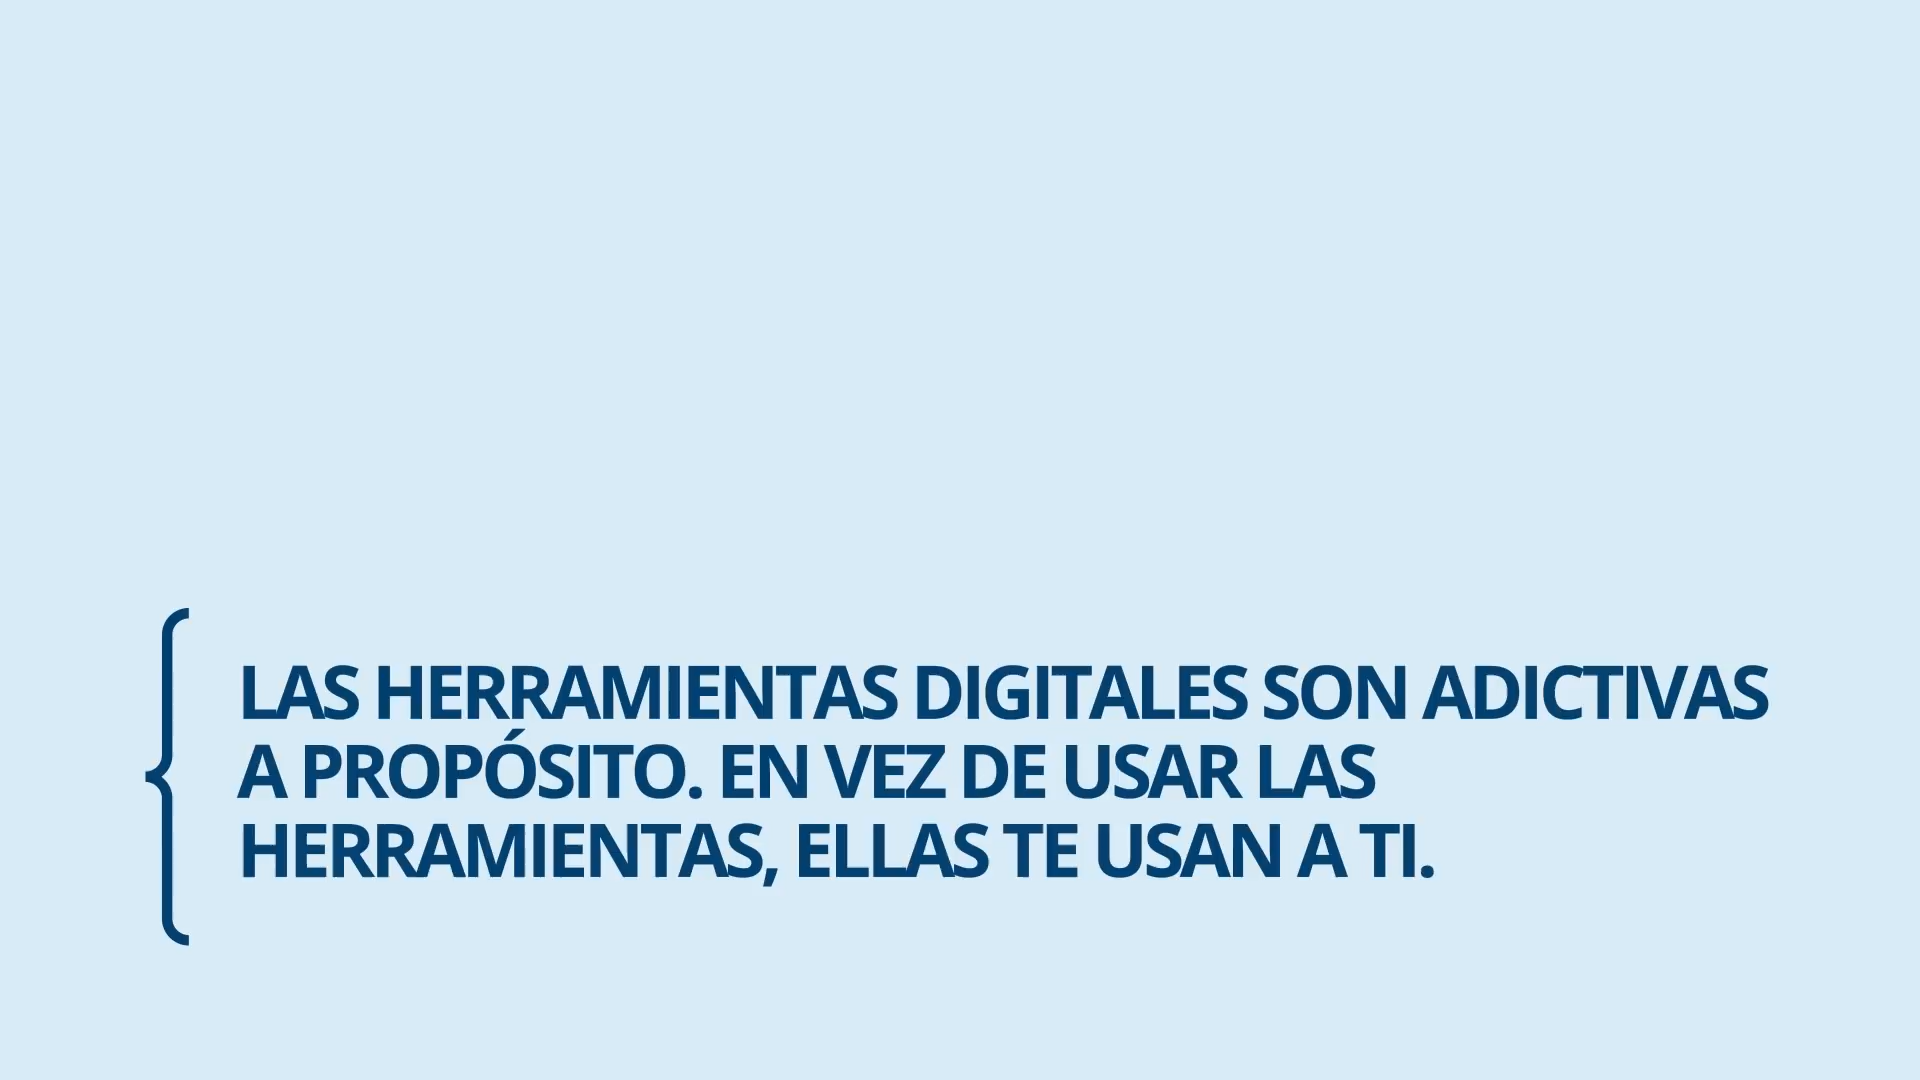 LAS HERRAMIENTAS DIGITALES SON ADICTIVAS
A PROPÓSITO. EN VEZ DE USAR LAS
HERRAMIENTAS, ELLAS TE USAN A TI.